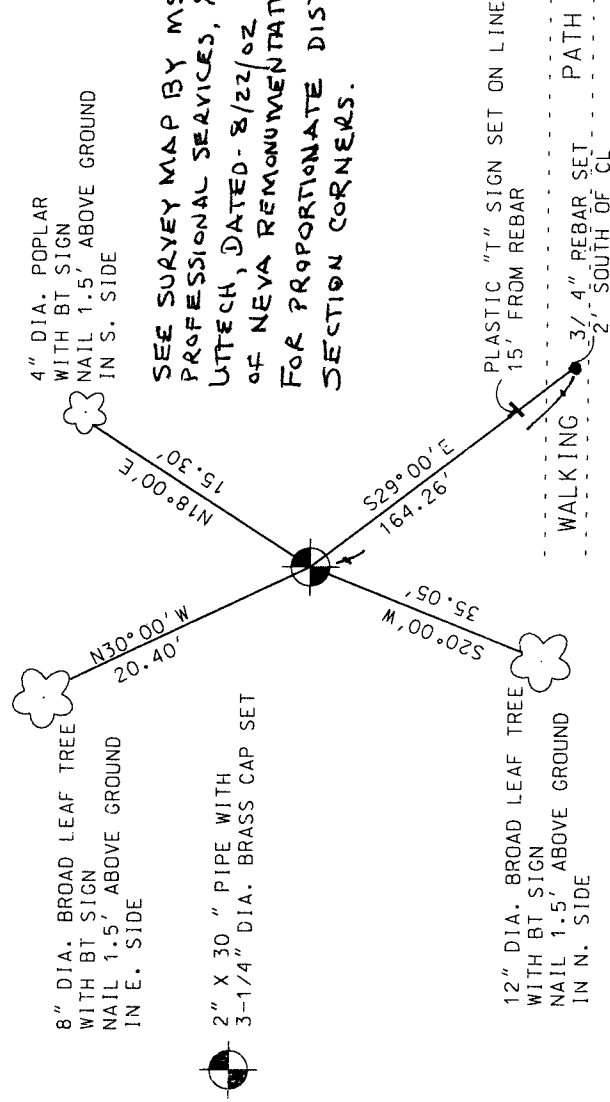 4" DIA. POPLAR
WITH BT SIGN
NAIL 1.5' ABOVE GROUND
IN S. SIDE
SEE SURVEY MAP BY
PROFESSIONAL SERVICES,
UTTECH, DATED- 8/22/02
OF NEVA
FOR PROPORTIONATE
SECTION CORNERS.
8" DIA. BROAD LEAF TREE
WITH BT SIGN
NAIL 1.5' ABOVE GROUND
IN E. SIDE
N30°00'W
20.40'
N18°00'E
15.30'
2" X 30 " PIPE WITH
3-1/4" DIA. BRASS CAP SET
S20°00'W
35.05'
S29°00'E
164.26'
PLASTIC "T" SIGN SET ON LINE
15' FROM REBAR
12" DIA. BROAD LEAF TREE
WITH BT SIGN
NAIL 1.5' ABOVE GROUND
IN N. SIDE
WALKING PATH
3/4" REBAR SET
2' SOUTH OF CL